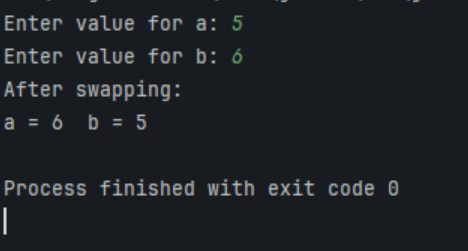 Enter value for a: 5
Enter value for b: 6
After swapping:
a = 6  b = 5
Process finished with exit code 0